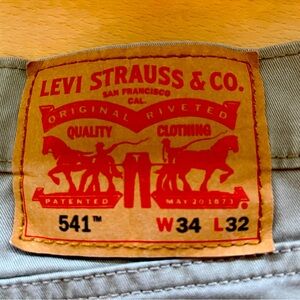 LEVI STRAUSS & CO.
SAN FRANCISCO
CAL.
ORIGINAL RIVETED
QUALITY CLOTHING
PATENTED MAY 20 1873
541™ W34 L32